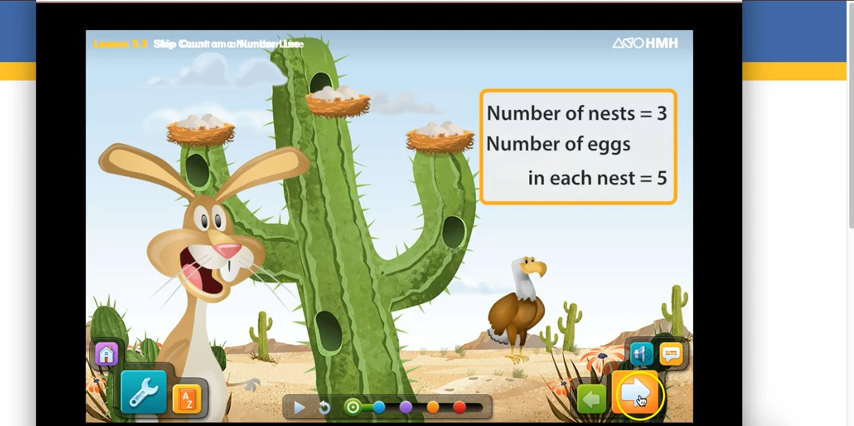 Lesson 3.3 Skip Count on a Number Line
HMH
Number of nests = 3
Number of eggs
in each nest = 5
A
Z